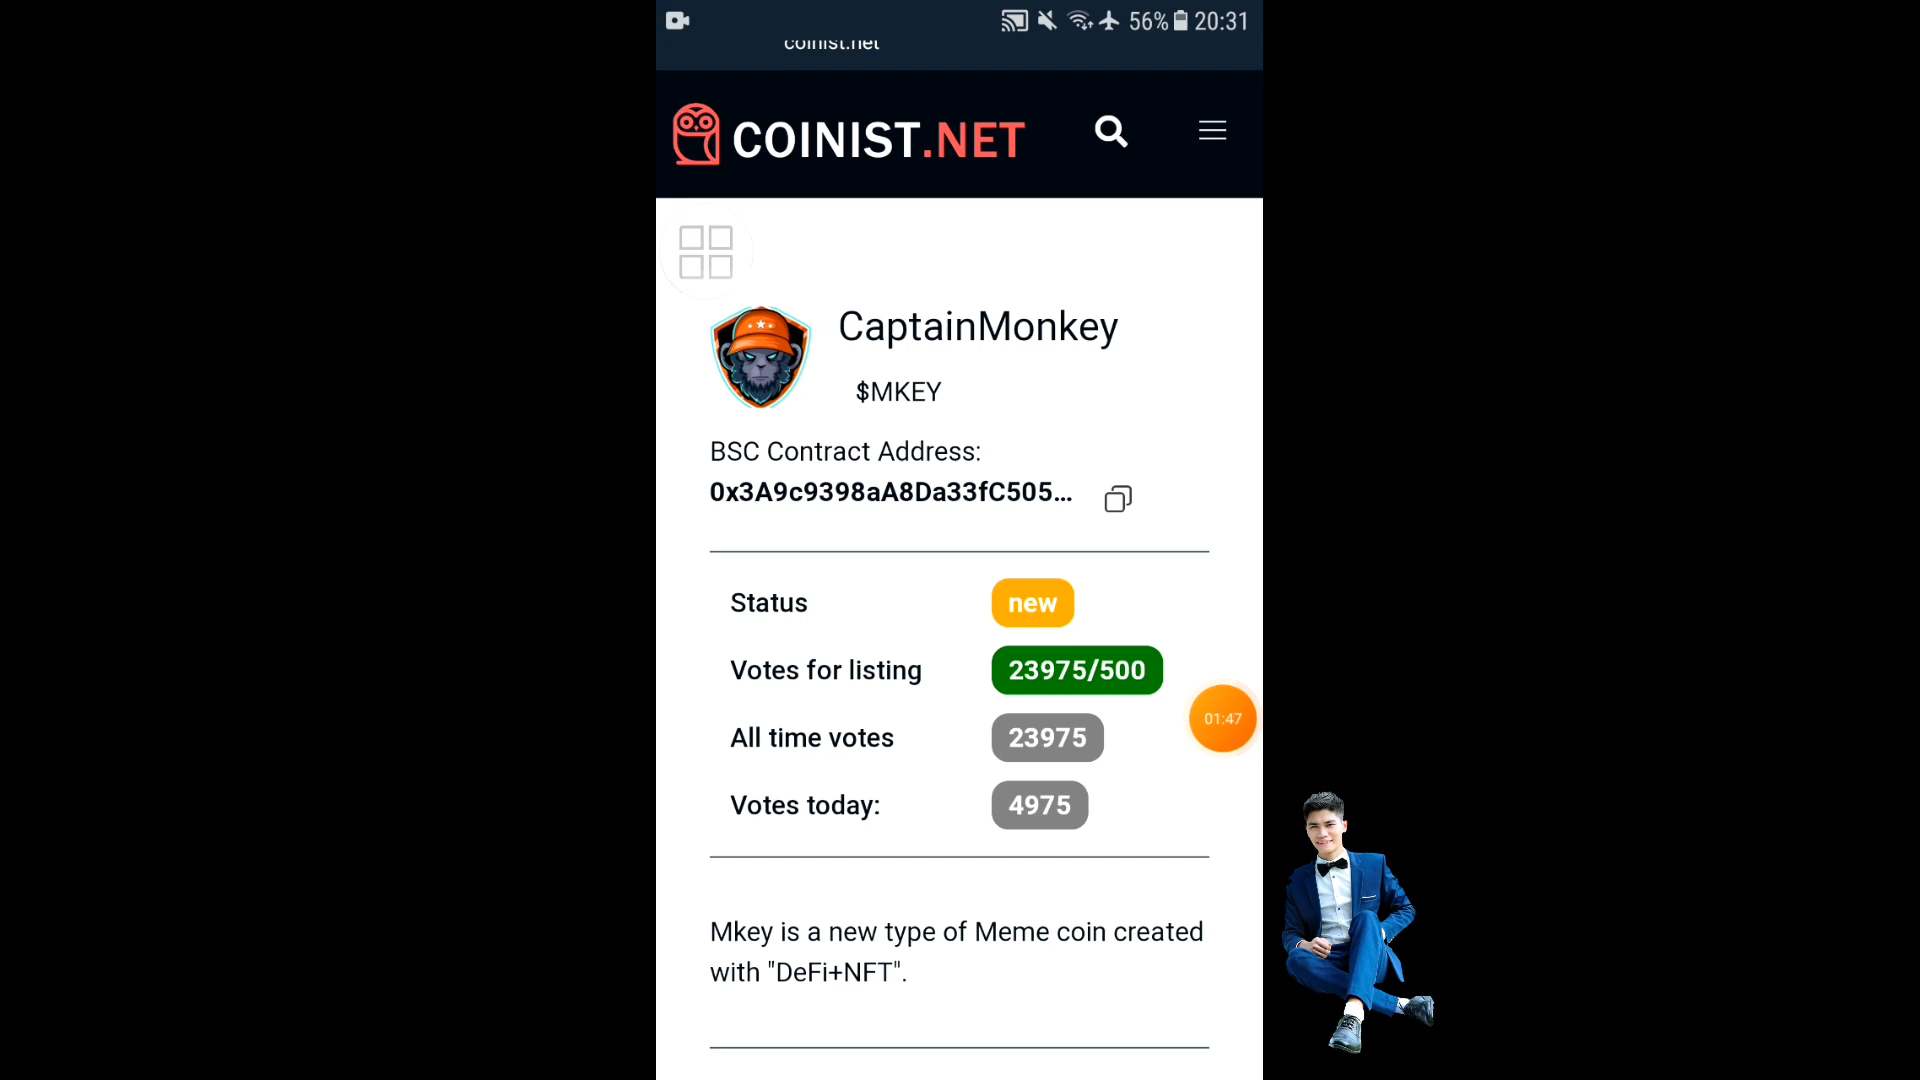 56% 20:31
coinist.net
COINIST.NET
CaptainMonkey
$MKEY
BSC Contract Address:
0x3A9c9398aA8Da33fC505...
Status new
Votes for listing 23975/500
01:47
All time votes 23975
Votes today: 4975
Mkey is a new type of Meme coin created
with "DeFi+NFT".